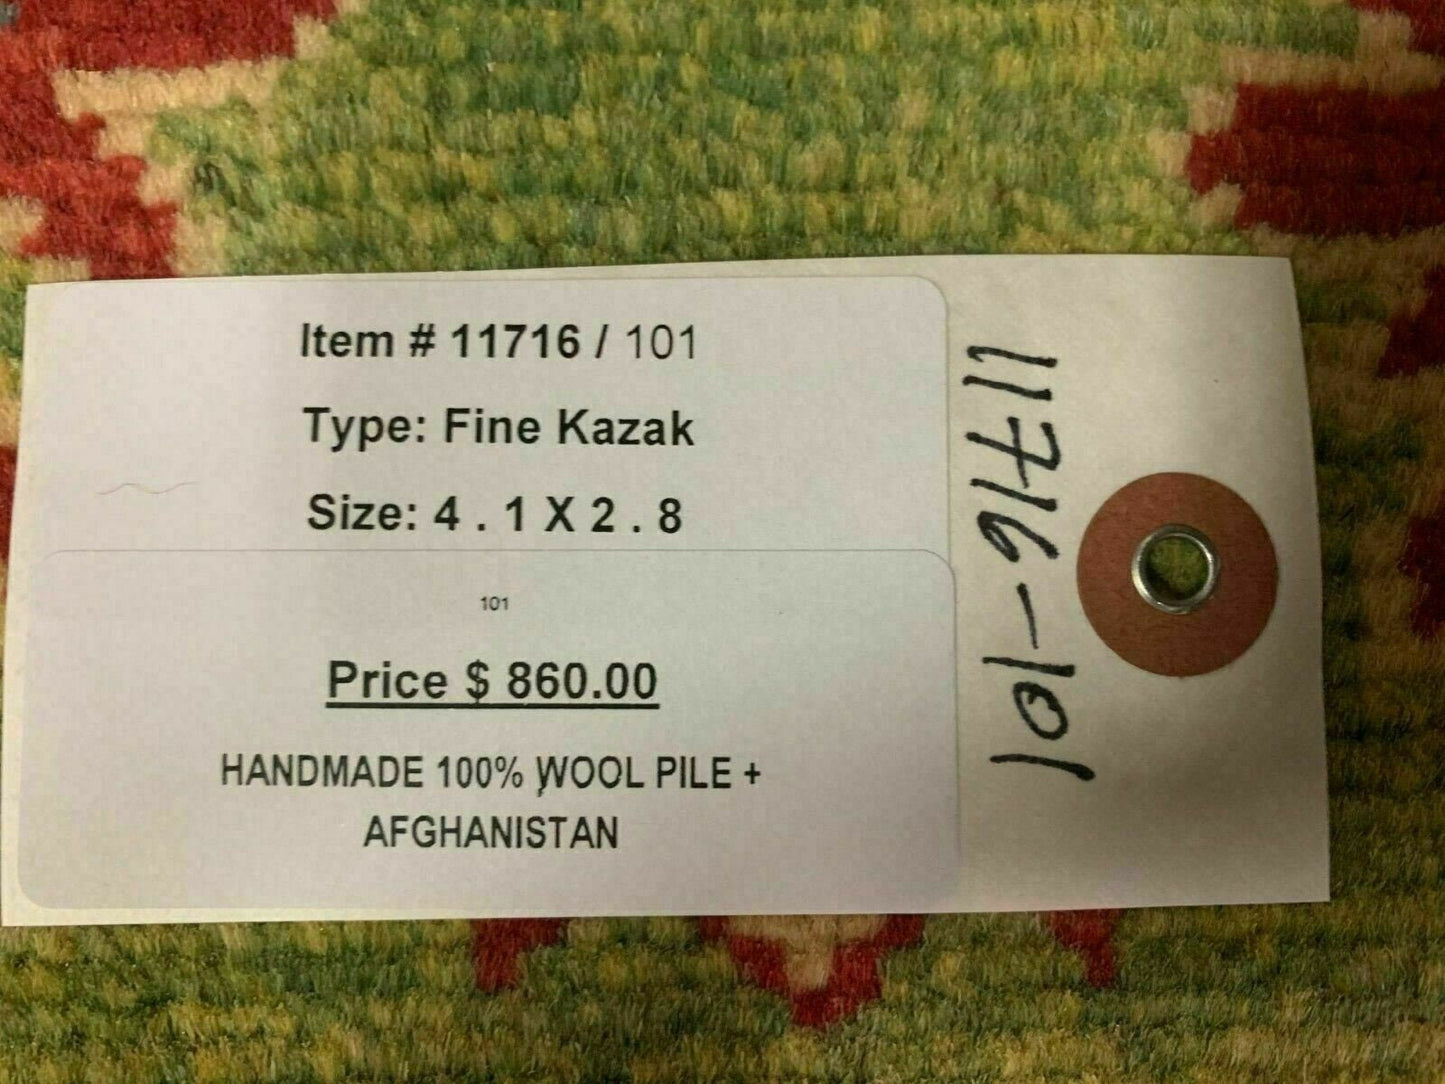 Item # 11716 / 101
Type: Fine Kazak
Size: 4 . 1 X 2 . 8
101
Price $ 860.00
HANDMADE 100% WOOL PILE +
AFGHANISTAN
11716-101